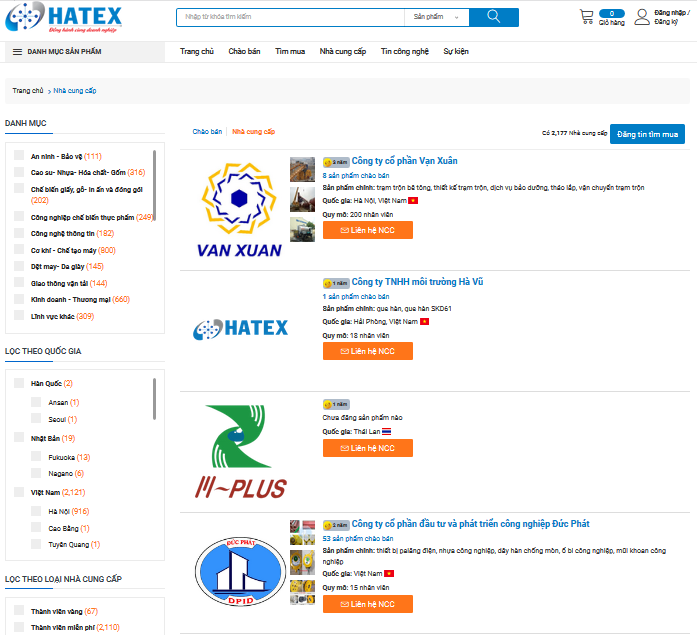 HATEX
Đồng hành cùng doanh nghiệp
Nhập từ khóa tìm kiếm
Sản phẩm
0
Giỏ hàng
Đăng nhập /
Đăng ký
DANH MỤC SẢN PHẨM
Trang chủ
Chào bán
Tìm mua
Nhà cung cấp
Tin công nghệ
Sự kiện
Trang chủ > Nhà cung cấp
DANH MỤC
An ninh - Bảo vệ (111)
Cao su- Nhựa- Hóa chất- Gốm (316)
Chế biến giấy, gỗ- in ấn và đóng gói
(202)
Công nghiệp chế biến thực phẩm (249)
Công nghệ thông tin (182)
Cơ khí - Chế tạo máy (800)
Dệt may- Da giày (145)
Giao thông vận tải (144)
Kinh doanh - Thương mại (660)
Lĩnh vực khác (309)
LỌC THEO QUỐC GIA
Hàn Quốc (2)
Ansan (1)
Seoul (1)
Nhật Bản (19)
Fukuoka (13)
Nagano (6)
Việt Nam (2,121)
Hà Nội (916)
Cao Bằng (1)
Tuyên Quang (1)
LỌC THEO LOẠI NHÀ CUNG CẤP
Thành viên vàng (67)
Thành viên miễn phí (2,110)
Chào bán | Nhà cung cấp
Có 2,177 Nhà cung cấp
Đăng tin tìm mua
VAN XUAN
3 năm Công ty cổ phần Vạn Xuân
8 sản phẩm chào bán
Sản phẩm chính: trạm trộn bê tông, thiết kế trạm trộn, dịch vụ bảo dưỡng, tháo lắp, vận chuyển trạm trộn
Quốc gia: Hà Nội, Việt Nam
Quy mô: 200 nhân viên
Liên hệ NCC
HATEX
1 năm Công ty TNHH môi trường Hà Vũ
1 sản phẩm chào bán
Sản phẩm chính: que hàn, que hàn SKD61
Quốc gia: Hải Phòng, Việt Nam
Quy mô: 18 nhân viên
Liên hệ NCC
M~PLUS
1 năm
Chưa đăng sản phẩm nào
Quốc gia: Thái Lan
Liên hệ NCC
ĐỨC PHÁT
DPID
2 năm Công ty cổ phần đầu tư và phát triển công nghiệp Đức Phát
53 sản phẩm chào bán
Sản phẩm chính: thiết bị palăng điện, nhựa công nghiệp, dây hàn chống mòn, ổ bi công nghiệp, mũi khoan công
nghiệp
Quốc gia: Việt Nam
Quy mô: 15 nhân viên
Liên hệ NCC